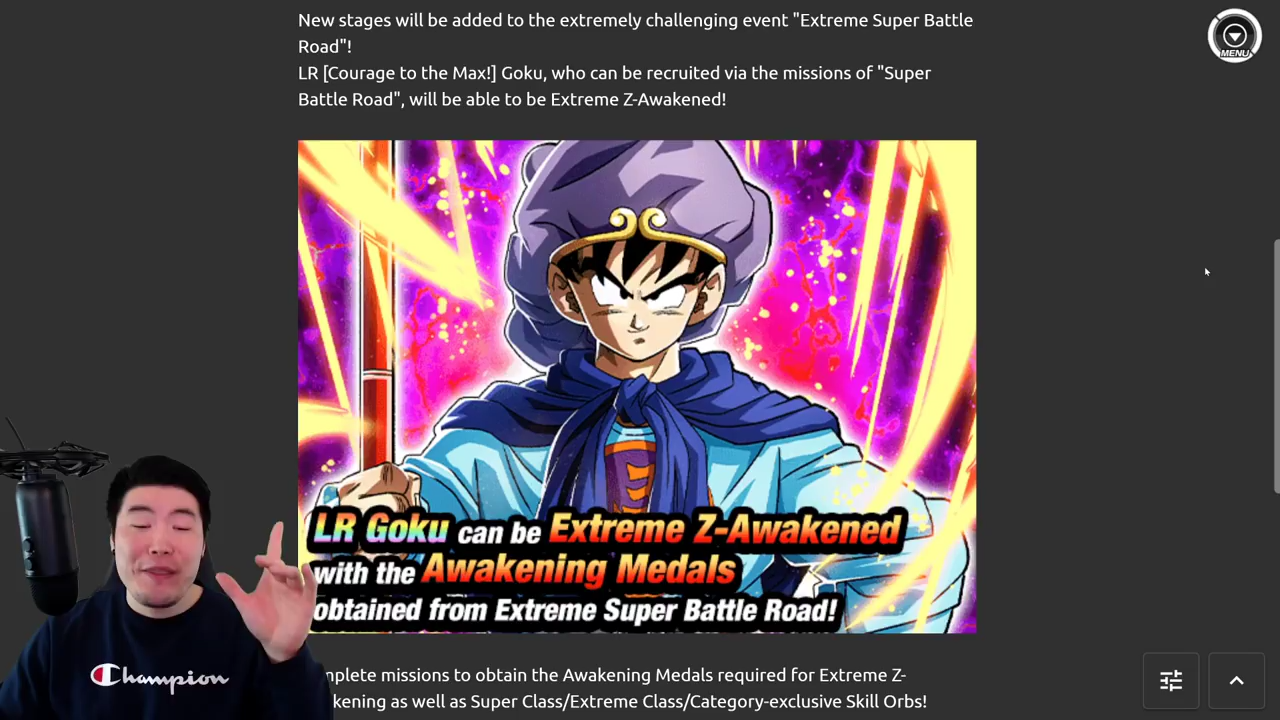 New stages will be added to the extremely challenging event "Extreme Super Battle
Road"!
LR [Courage to the Max!] Goku, who can be recruited via the missions of "Super
Battle Road", will be able to be Extreme Z-Awakened!
MENU
LR Goku can be Extreme Z-Awakened
with the Awakening Medals
obtained from Extreme Super Battle Road!
mplete missions to obtain the Awakening Medals required for Extreme Z-
kening as well as Super Class/Extreme Class/Category-exclusive Skill Orbs!
Champion